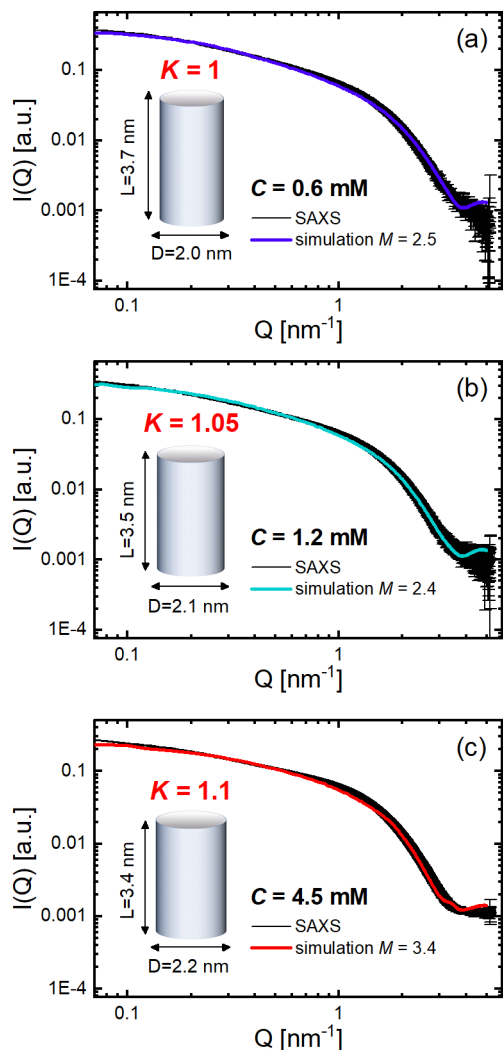 (a)
I(Q) [a.u.]
0.1
0.01
0.001
1E-4
K = 1
L=3.7 nm
D=2.0 nm
C = 0.6 mM
SAXS
simulation M = 2.5
0.1
1
Q [nm-1]
(b)
I(Q) [a.u.]
0.1
0.01
0.001
1E-4
K = 1.05
L=3.5 nm
D=2.1 nm
C = 1.2 mM
SAXS
simulation M = 2.4
0.1
1
Q [nm-1]
(c)
I(Q) [a.u.]
0.1
0.01
0.001
1E-4
K = 1.1
L=3.4 nm
D=2.2 nm
C = 4.5 mM
SAXS
simulation M = 3.4
0.1
1
Q [nm-1]